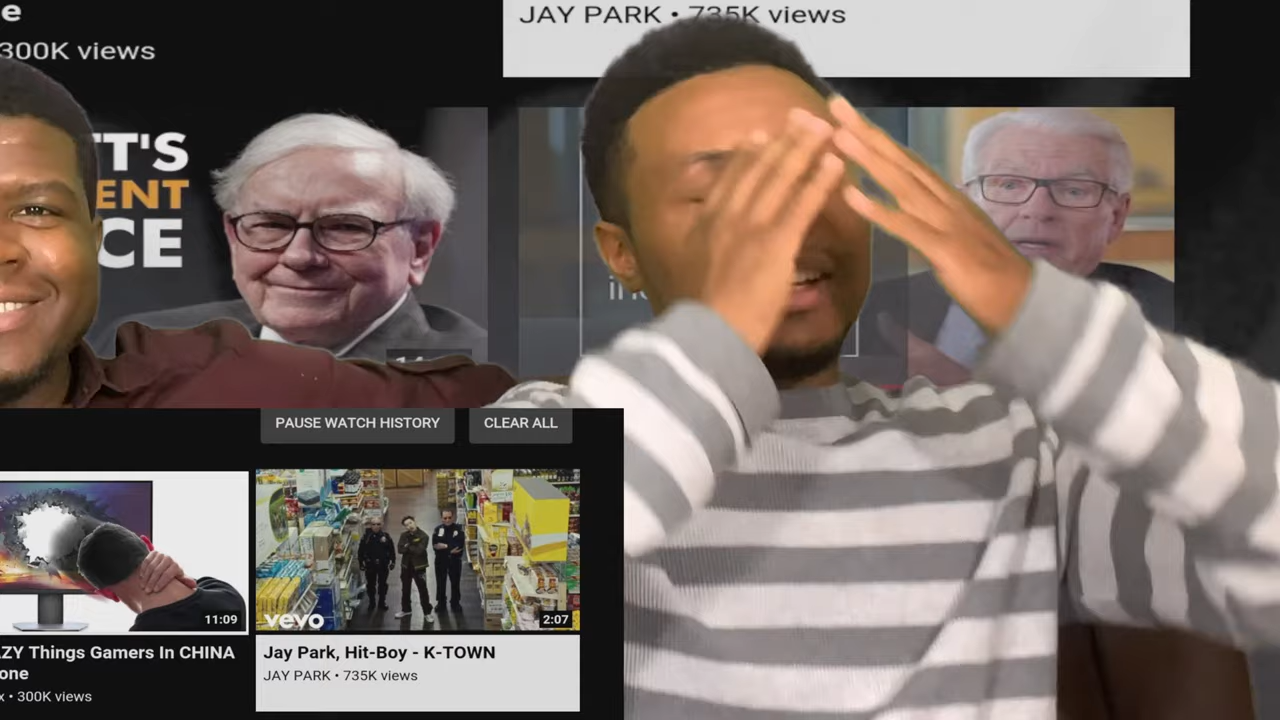 e
300K views
JAY PARK • 735K views
TT'S
ENT
CE
PAUSE WATCH HISTORY
CLEAR ALL
11:09
vevo
2:07
ZY Things Gamers In CHINA
one
Jay Park, Hit-Boy - K-TOWN
x • 300K views
JAY PARK • 735K views